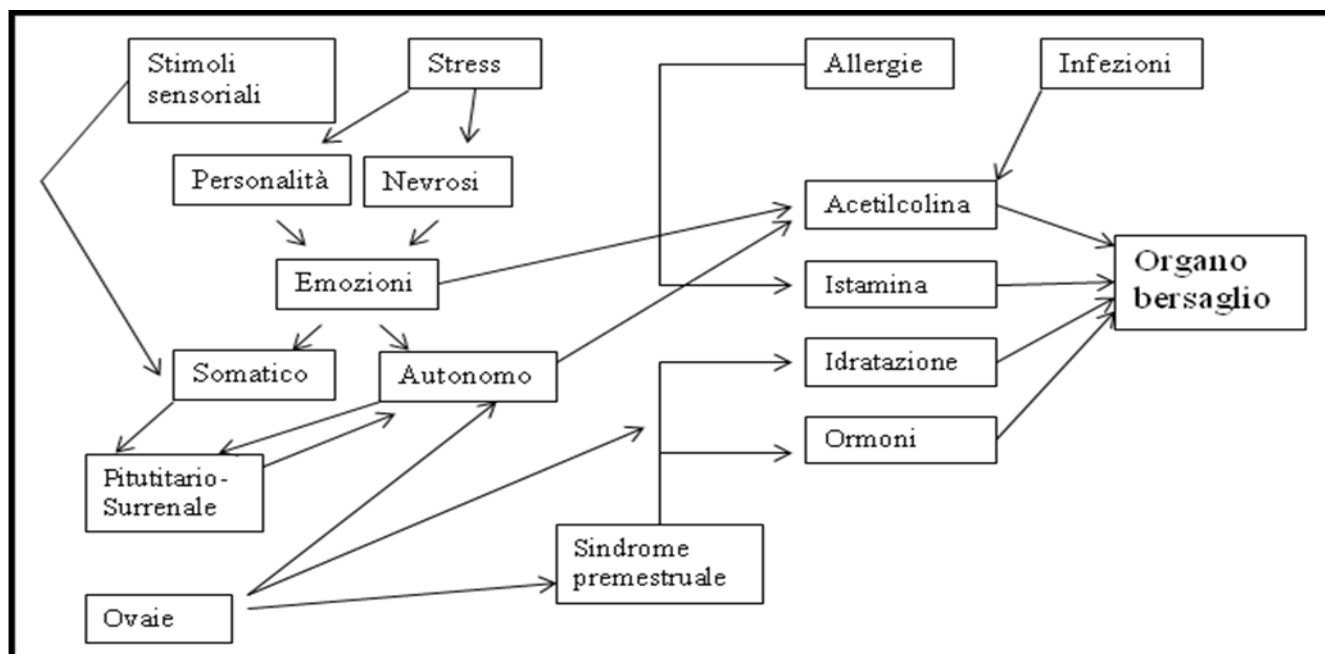 Stimoli
sensoriali
Stress
Allergie
Infezioni
Personalità
Nevrosi
Acetilcolina
Organo
bersaglio
Emozioni
Istamina
Somatico
Autonomo
Idratazione
Ormoni
Pitutitario-
Surrenale
Sindrome
premestruale
Ovaie